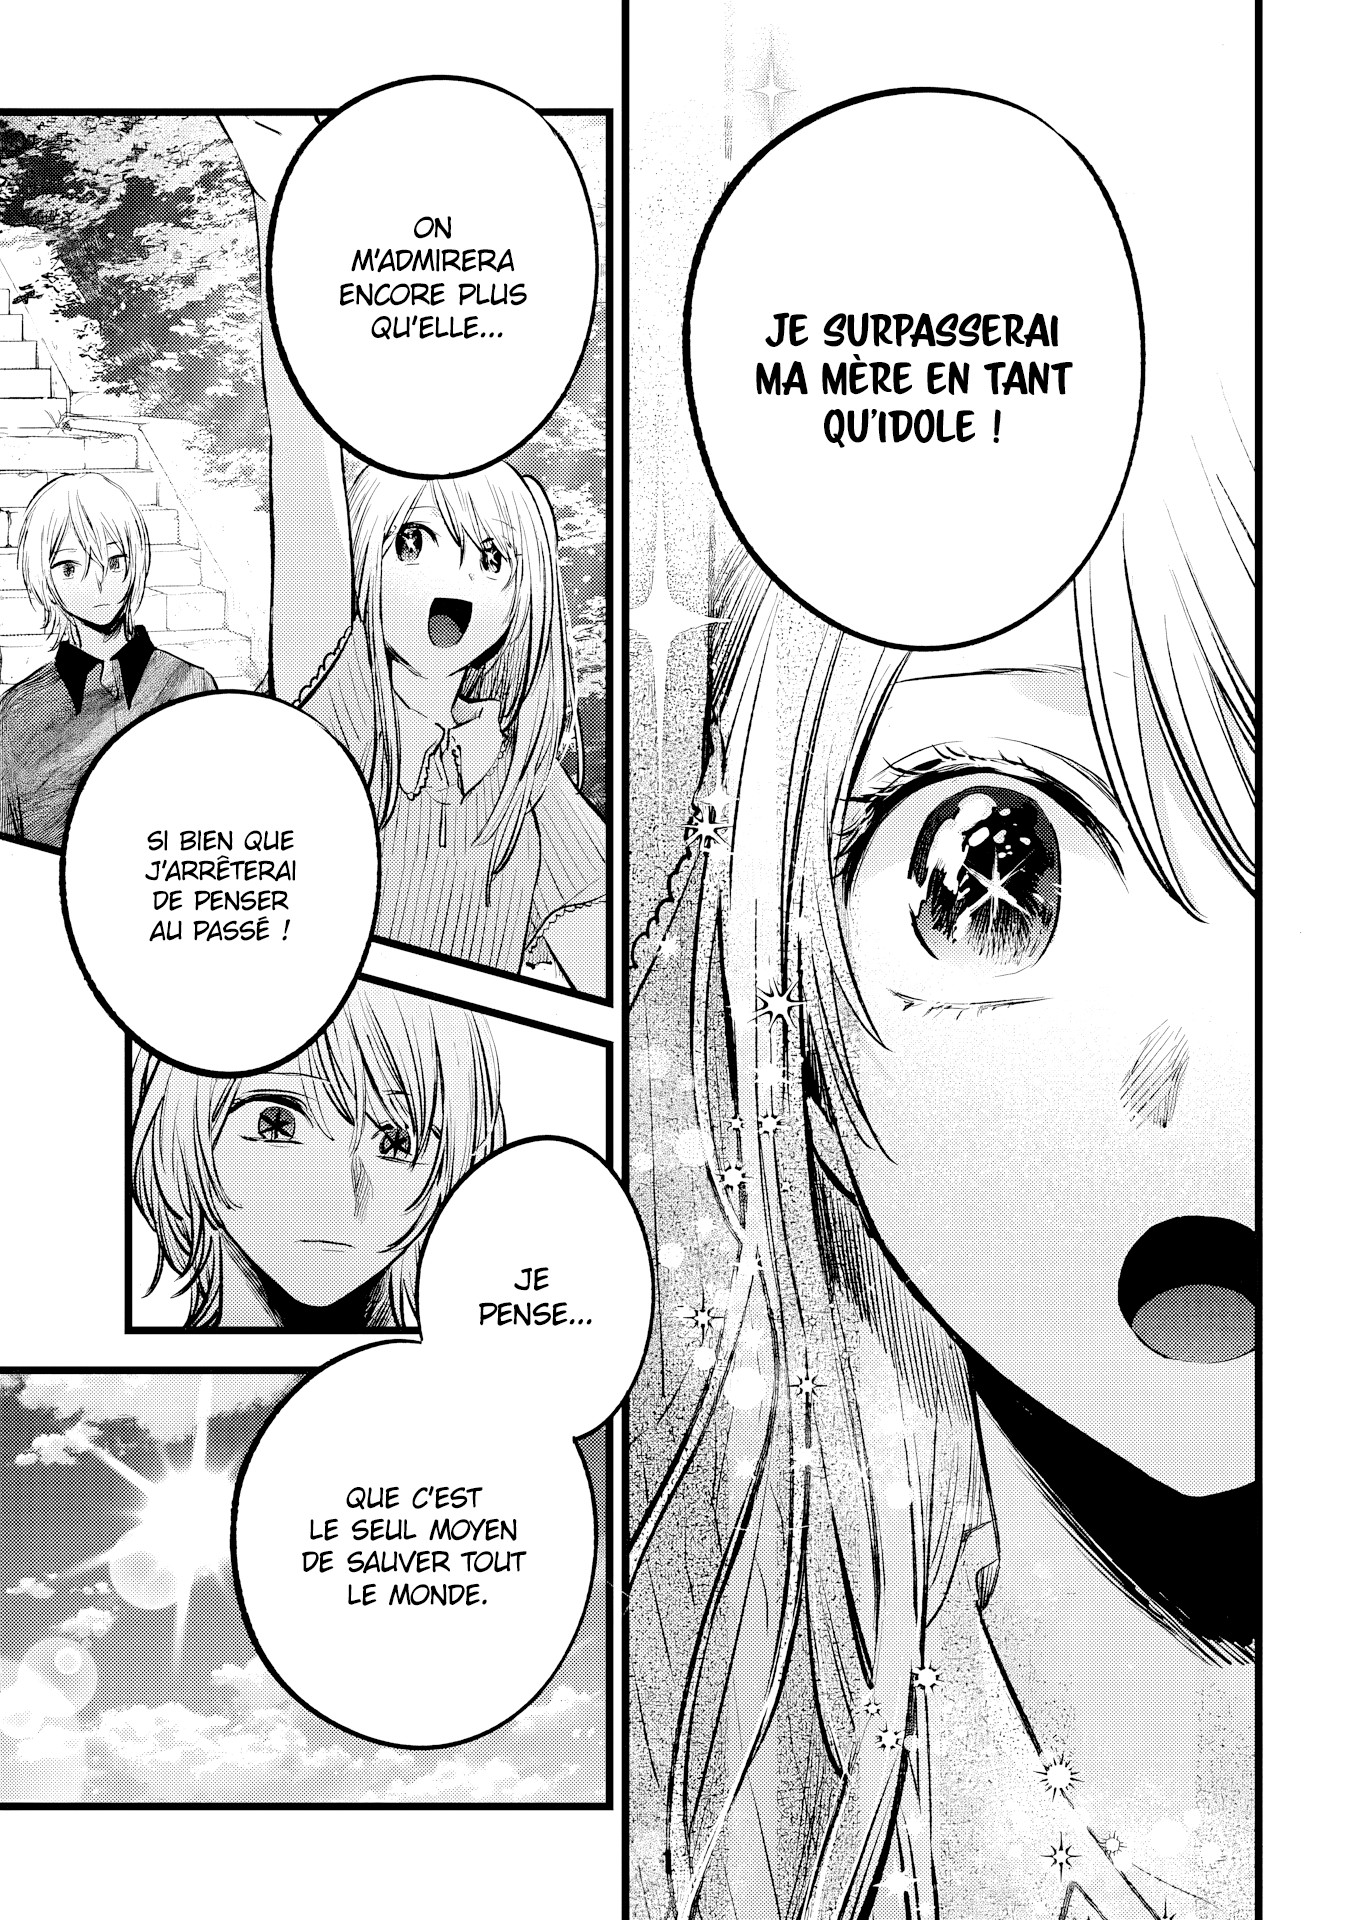 JE SURPASSERAI
MA MÈRE EN TANT
QU'IDOLE !
ON
M'ADMIRERA
ENCORE PLUS
QU'ELLE...
SI BIEN QUE
J'ARRÊTERAI
DE PENSER
AU PASSÉ !
JE
PENSE...
QUE C'EST
LE SEUL MOYEN
DE SAUVER TOUT
LE MONDE.